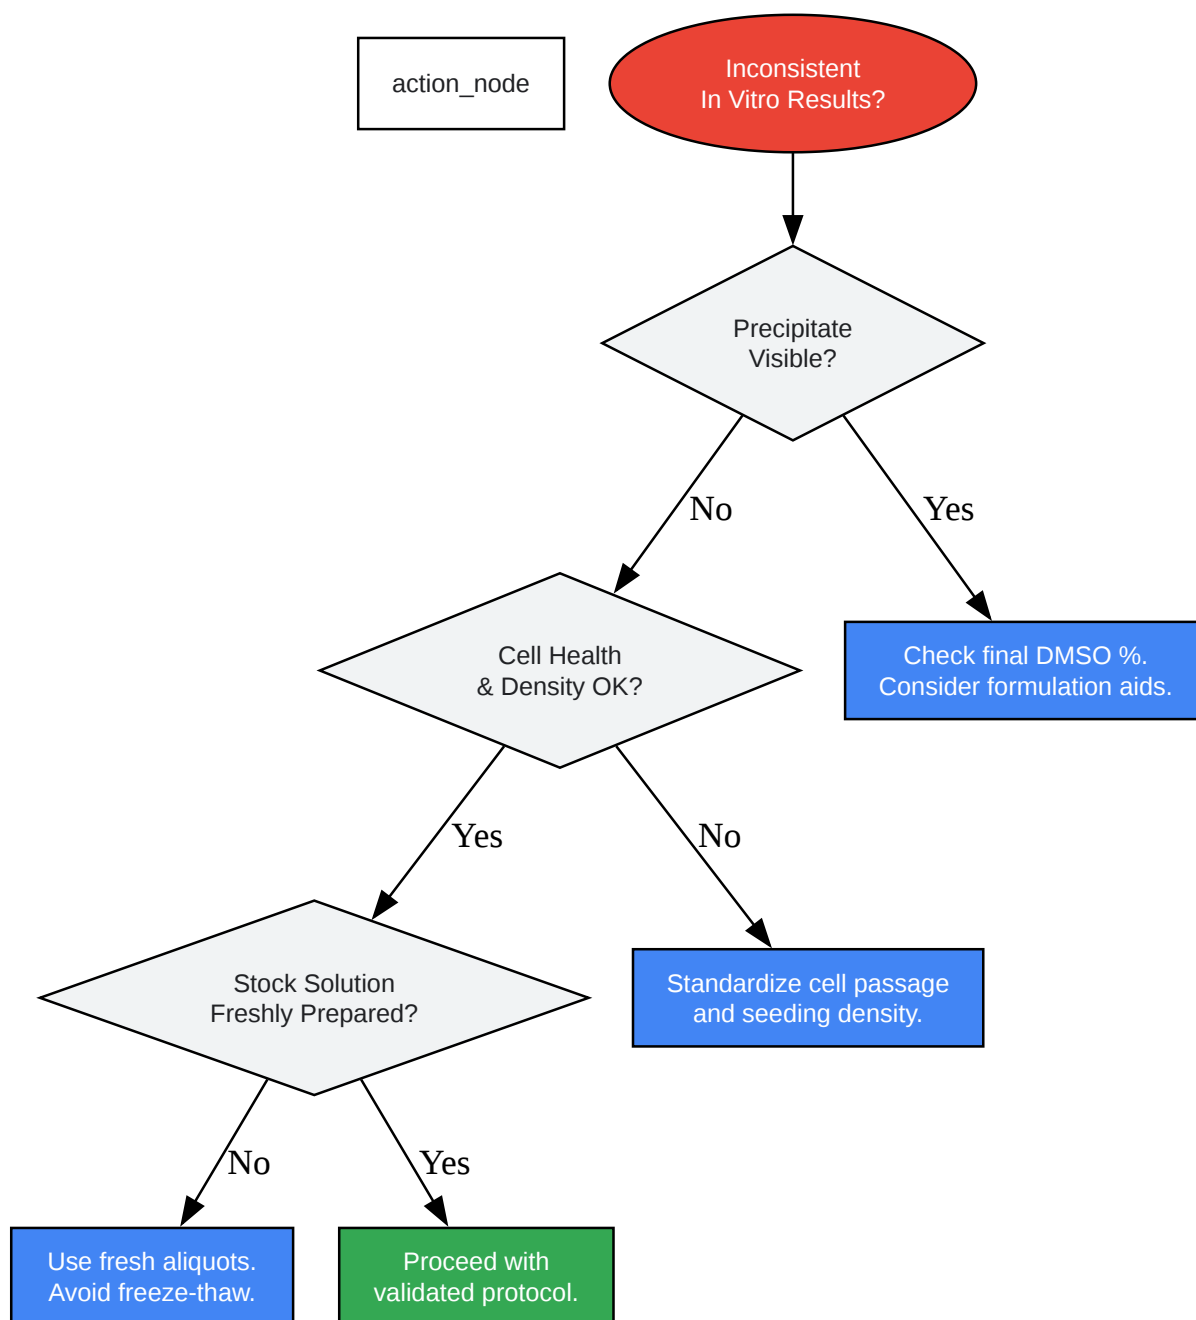 action_node
Inconsistent
In Vitro Results?
Precipitate
Visible?
No
Yes
Cell Health
& Density OK?
Check final DMSO %.
Consider formulation aids.
Yes
No
Stock Solution
Freshly Prepared?
Standardize cell passage
and seeding density.
No
Yes
Use fresh aliquots.
Avoid freeze-thaw.
Proceed with
validated protocol.